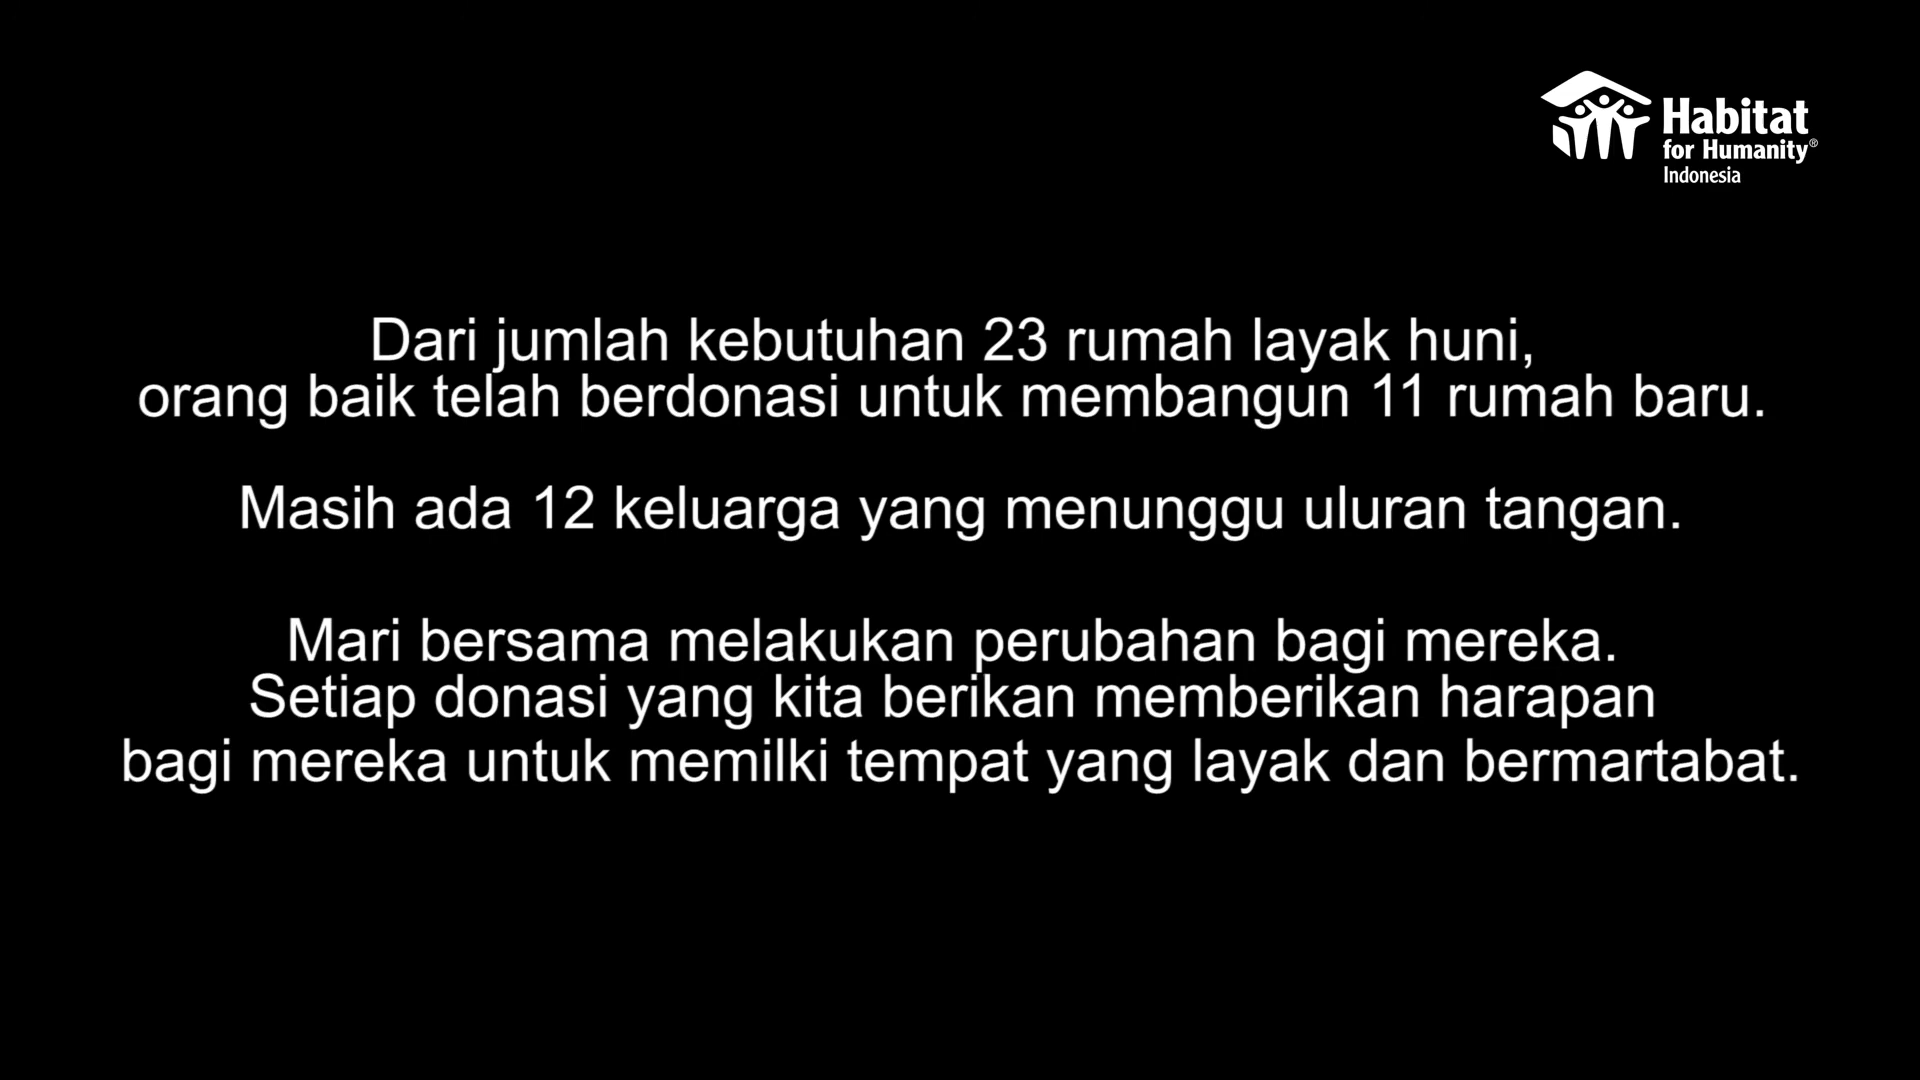 Habitat
for Humanity®
Indonesia
Dari jumlah kebutuhan 23 rumah layak huni,
orang baik telah berdonasi untuk membangun 11 rumah baru.
Masih ada 12 keluarga yang menunggu uluran tangan.
Mari bersama melakukan perubahan bagi mereka.
Setiap donasi yang kita berikan memberikan harapan
bagi mereka untuk memilki tempat yang layak dan bermartabat.